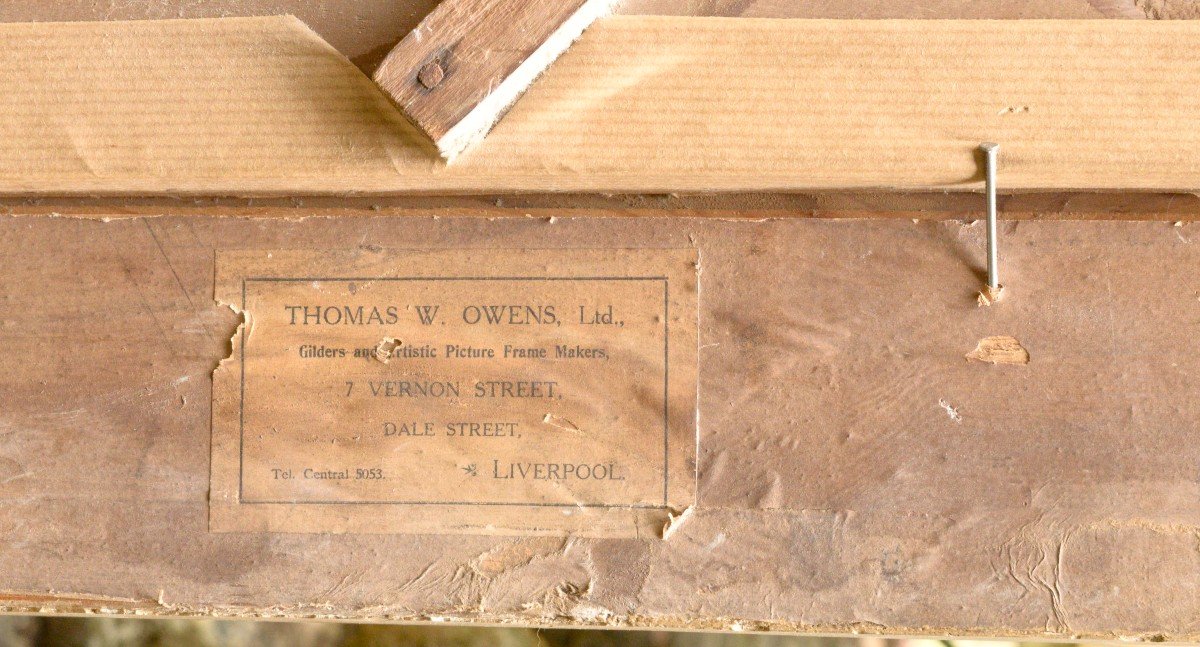 THOMAS W. OWENS, Ltd.,
Gilders and Artistic Picture Frame Makers,
7 VERNON STREET,
DALE STREET,
Tel. Central 5053. LIVERPOOL.